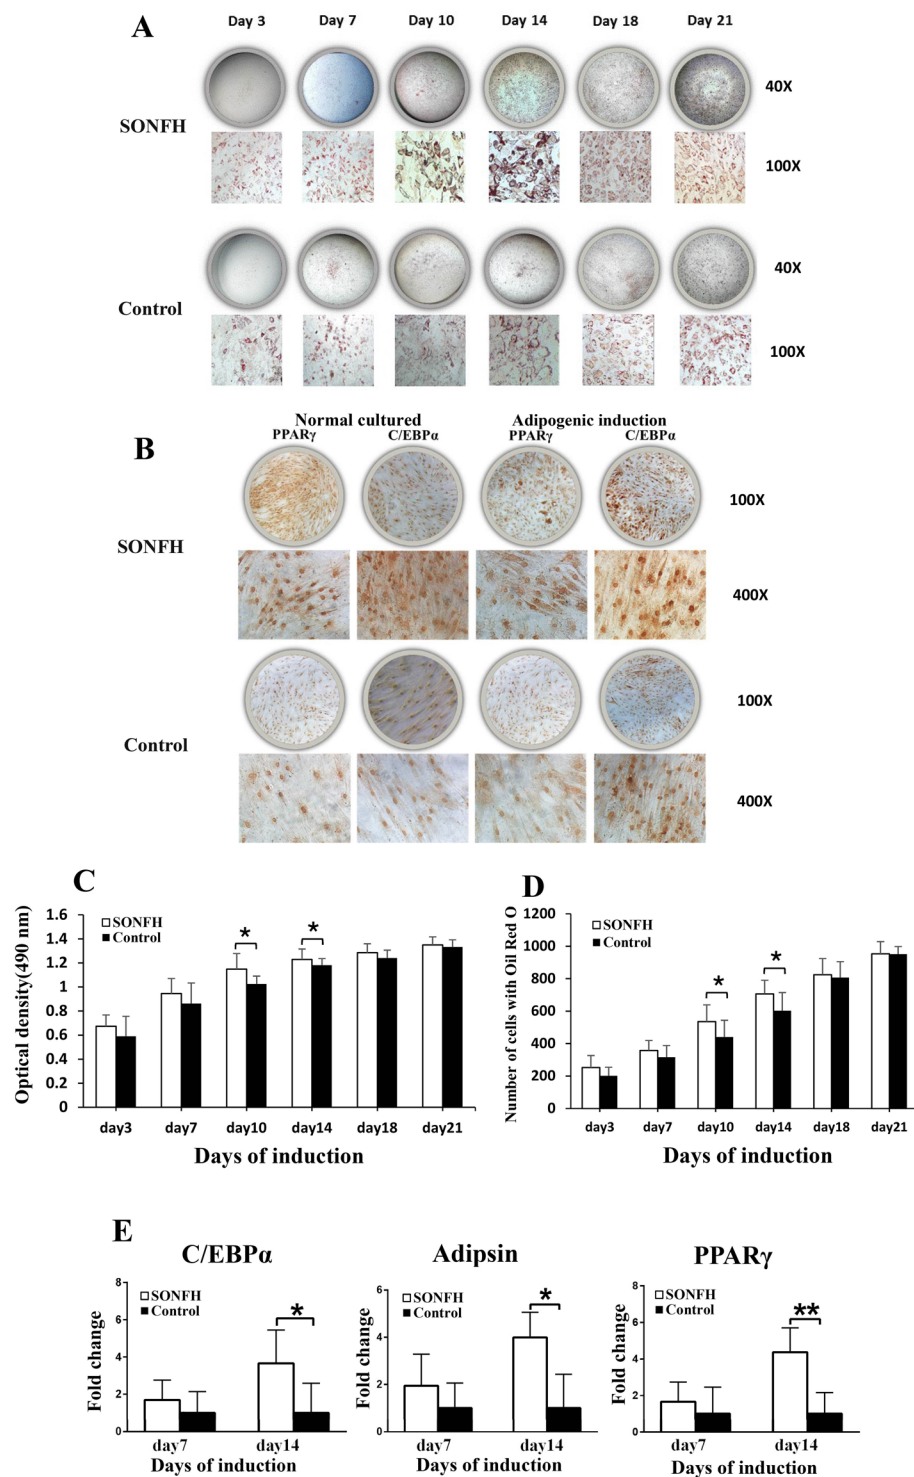 A
Day 3 Day 7 Day 10 Day 14 Day 18 Day 21
40X
SONFH
100X
40X
Control
100X
B
Normal cultured Adipogenic induction
PPARγ C/EBPα PPARγ C/EBPα
100X
SONFH
400X
100X
Control
400X
C
Optical density(490 nm)
1.6
1.4
1.2
1
0.8
0.6
0.4
0.2
0
SONFH
Control
* *
day3 day7 day10 day14 day18 day21
Days of induction
D
Number of cells with Oil Red O
1200
1000
800
600
400
200
0
SONFH
Control
* *
day3 day7 day10 day14 day18 day21
Days of induction
E
C/EBPα
Fold change
8
6
4
2
0
SONFH
Control
*
day7 day14
Days of induction
Adipsin
Fold change
6
4
2
0
SONFH
Control
*
day7 day14
Days of induction
PPARγ
Fold change
8
6
4
2
0
SONFH
Control
**
day7 day14
Days of induction